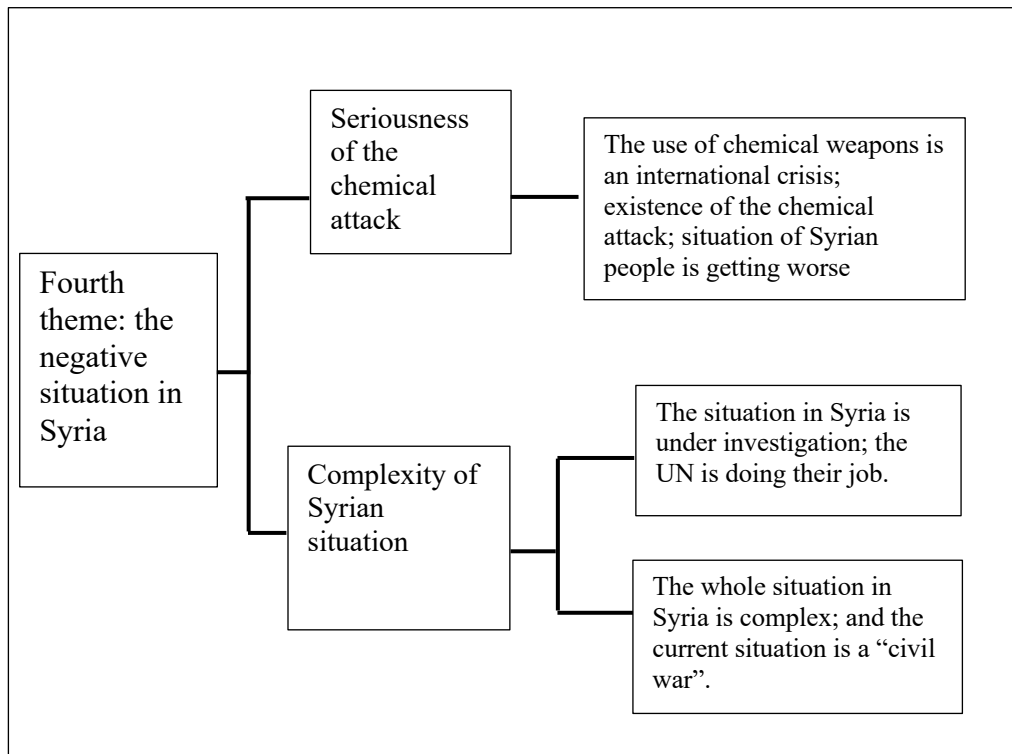 Fourth
theme: the
negative
situation in
Syria
Seriousness
of the
chemical
attack
The use of chemical weapons is
an international crisis;
existence of the chemical
attack; situation of Syrian
people is getting worse
Complexity of
Syrian
situation
The situation in Syria is
under investigation; the
UN is doing their job.
The whole situation in
Syria is complex; and the
current situation is a “civil
war”.